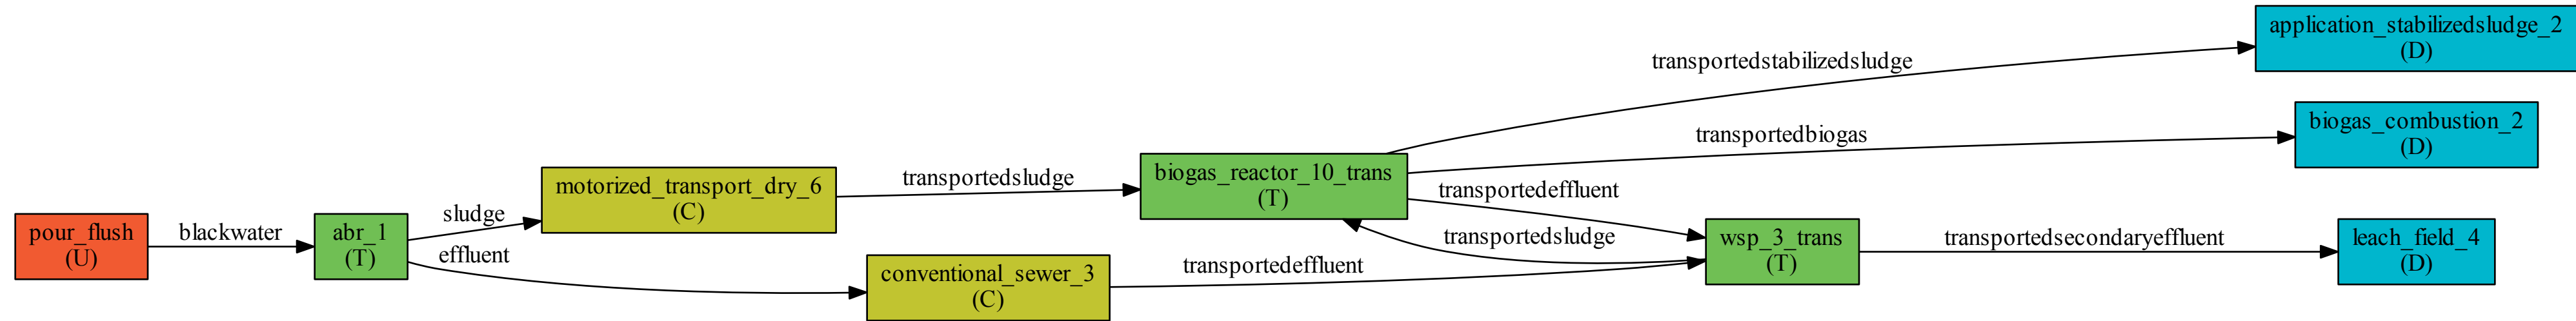 pour_flush
(U)
blackwater
abr_1
(T)
sludge
effluent
motorized_transport_dry_6
(C)
conventional_sewer_3
(C)
transportedsludge
transportedeffluent
biogas_reactor_10_trans
(T)
transportedstabilizedsludge
transportedbiogas
transportedeffluent
transportedsludge
wsp_3_trans
(T)
transportedsecondaryeffluent
application_stabilizedsludge_2
(D)
biogas_combustion_2
(D)
leach_field_4
(D)